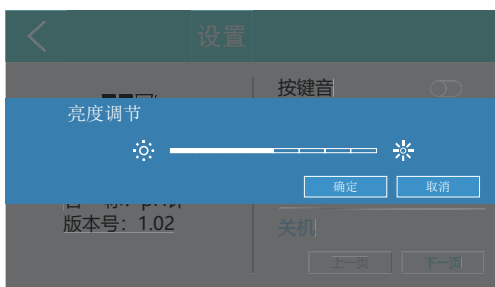 设置
按键音
亮度调节
确定 取消
版本号：1.02
关机
上一页 下一页